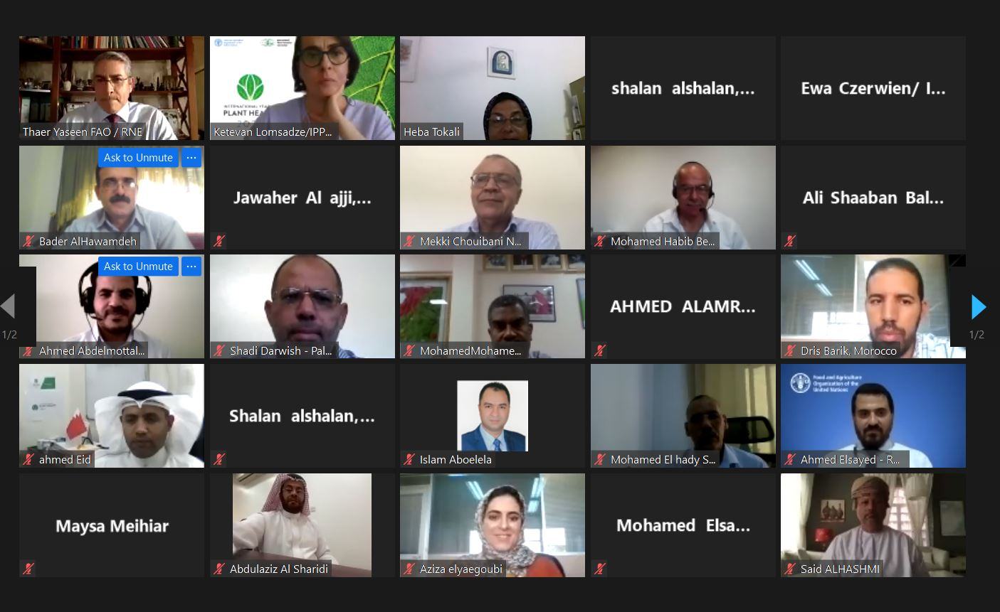 INTERNATIONAL YEA
PLANT HEA
Thaer Yaseen FAO / RNE
Ketevan Lomsadze/IPP...
Heba Tokali
shalan alshalan,...
Ewa Czerwien/ I...
Ask to Unmute
...
Bader AlHawamdeh
Jawaher Al ajji,...
Mekki Chouibani N...
Mohamed Habib Be...
Ali Shaaban Bal...
Ask to Unmute
...
Ahmed Abdelmottal...
Shadi Darwish - Pal...
MohamedMohame...
AHMED ALAMR...
Dris Barik, Morocco
1/2
1/2
ahmed Eid
Shalan alshalan,...
Islam Aboelela
Mohamed El hady S...
Food and Agriculture
Organization of the
United Nations
Ahmed Elsayed - R...
Maysa Meihiar
Abdulaziz Al Sharidi
Aziza elyaegoubi
Mohamed Elsa...
Said ALHASHMI